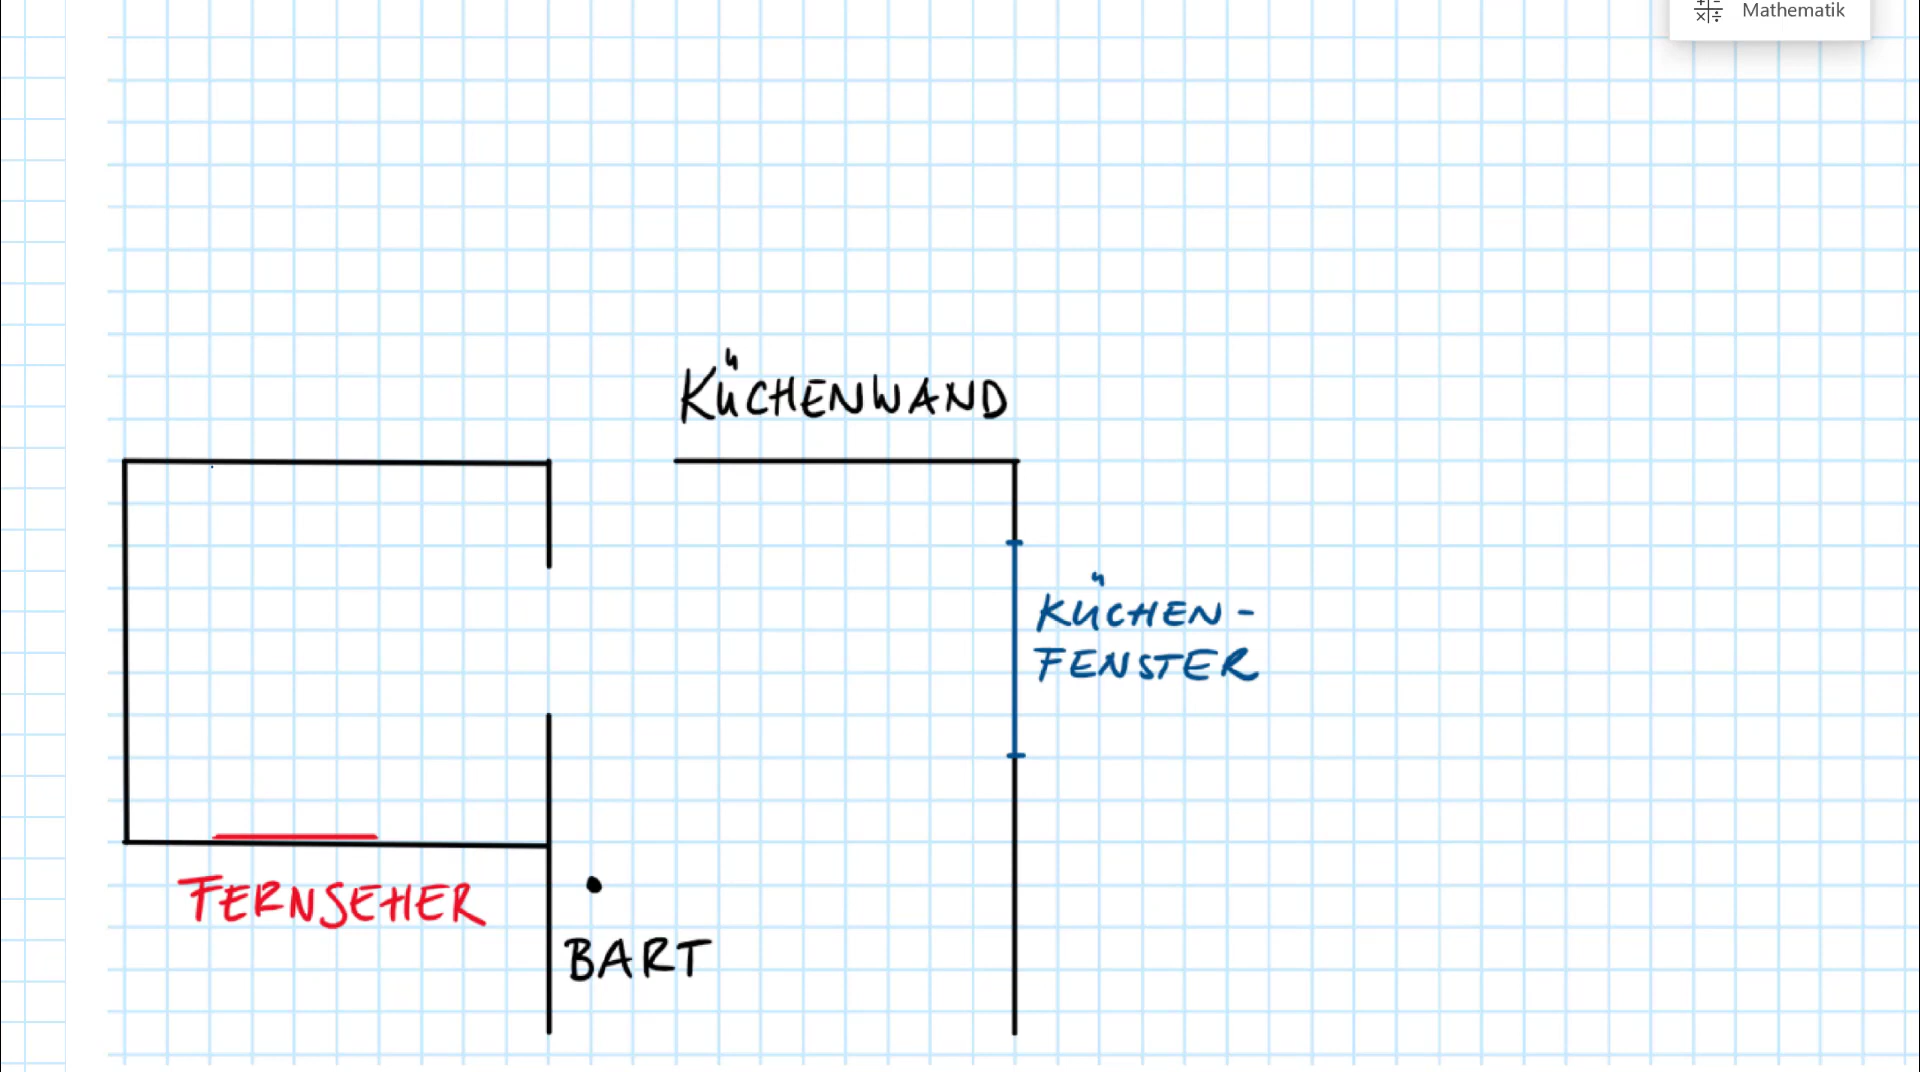 Mathematik
KÜCHENWAND
KÜCHEN-
FENSTER
FERNSEHER
BART